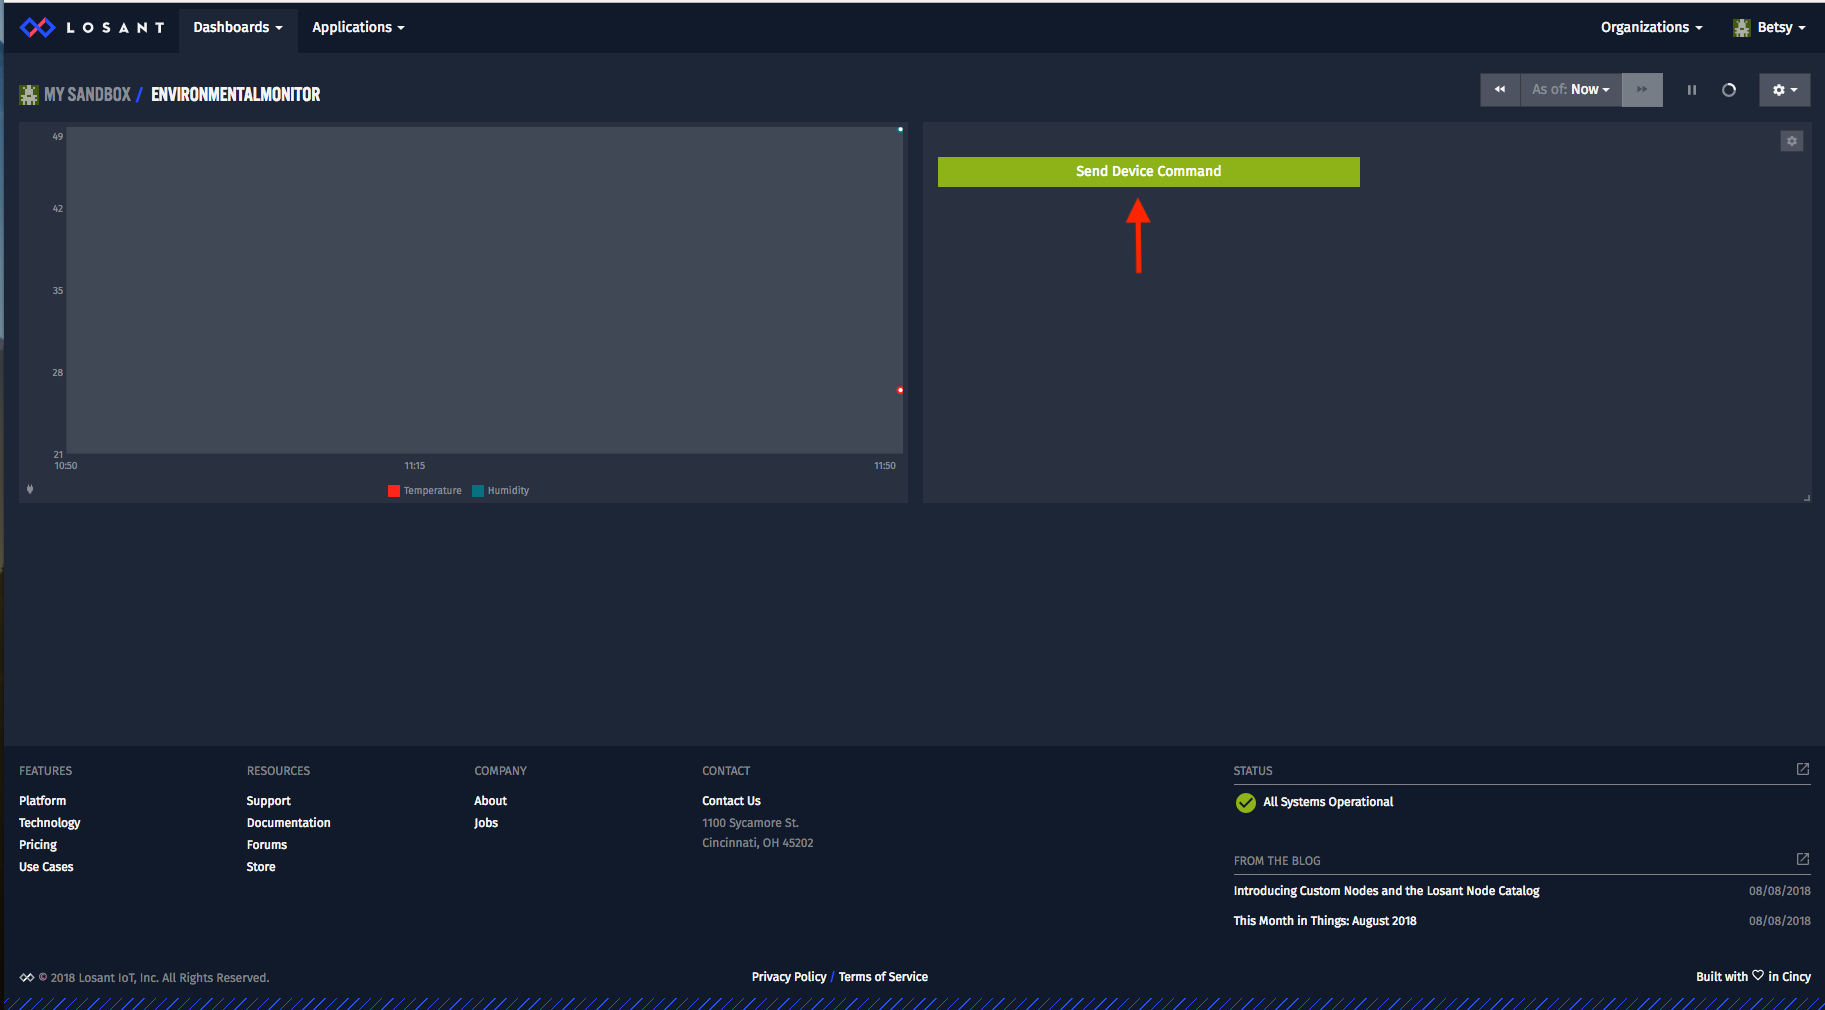 LOSANT Dashboards Applications Organizations Betsy
MY SANDBOX / ENVIRONMENTALMONITOR
As of: Now
49
42
35
28
21
10:50 11:15 11:50
Temperature Humidity
Send Device Command
FEATURES
Platform
Technology
Pricing
Use Cases
RESOURCES
Support
Documentation
Forums
Store
COMPANY
About
Jobs
CONTACT
Contact Us
1100 Sycamore St.
Cincinnati, OH 45202
STATUS
All Systems Operational
FROM THE BLOG
Introducing Custom Nodes and the Losant Node Catalog 08/08/2018
This Month in Things: August 2018 08/08/2018
© 2018 Losant IoT, Inc. All Rights Reserved.
Privacy Policy / Terms of Service
Built with ♡ in Cincy